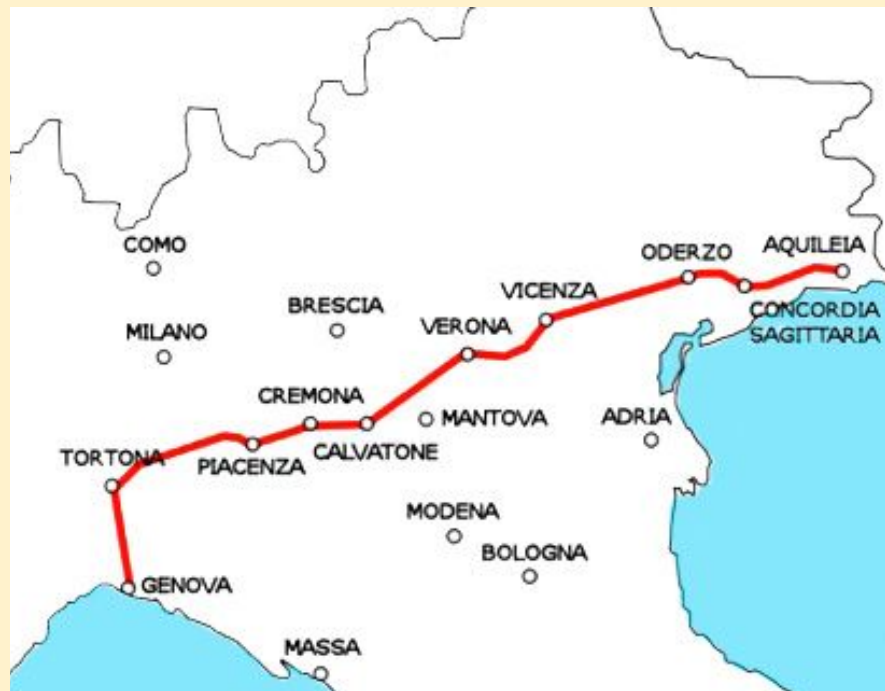 COMO
ODERZO
AQUILEIA
BRESCIA
VICENZA
CONCORDIA
SAGITTARIA
MILANO
VERONA
CREMONA
MANTOVA
ADRIA
CALVATONE
TORTONA
PIACENZA
MODENA
BOLOGNA
GENOVA
MASSA